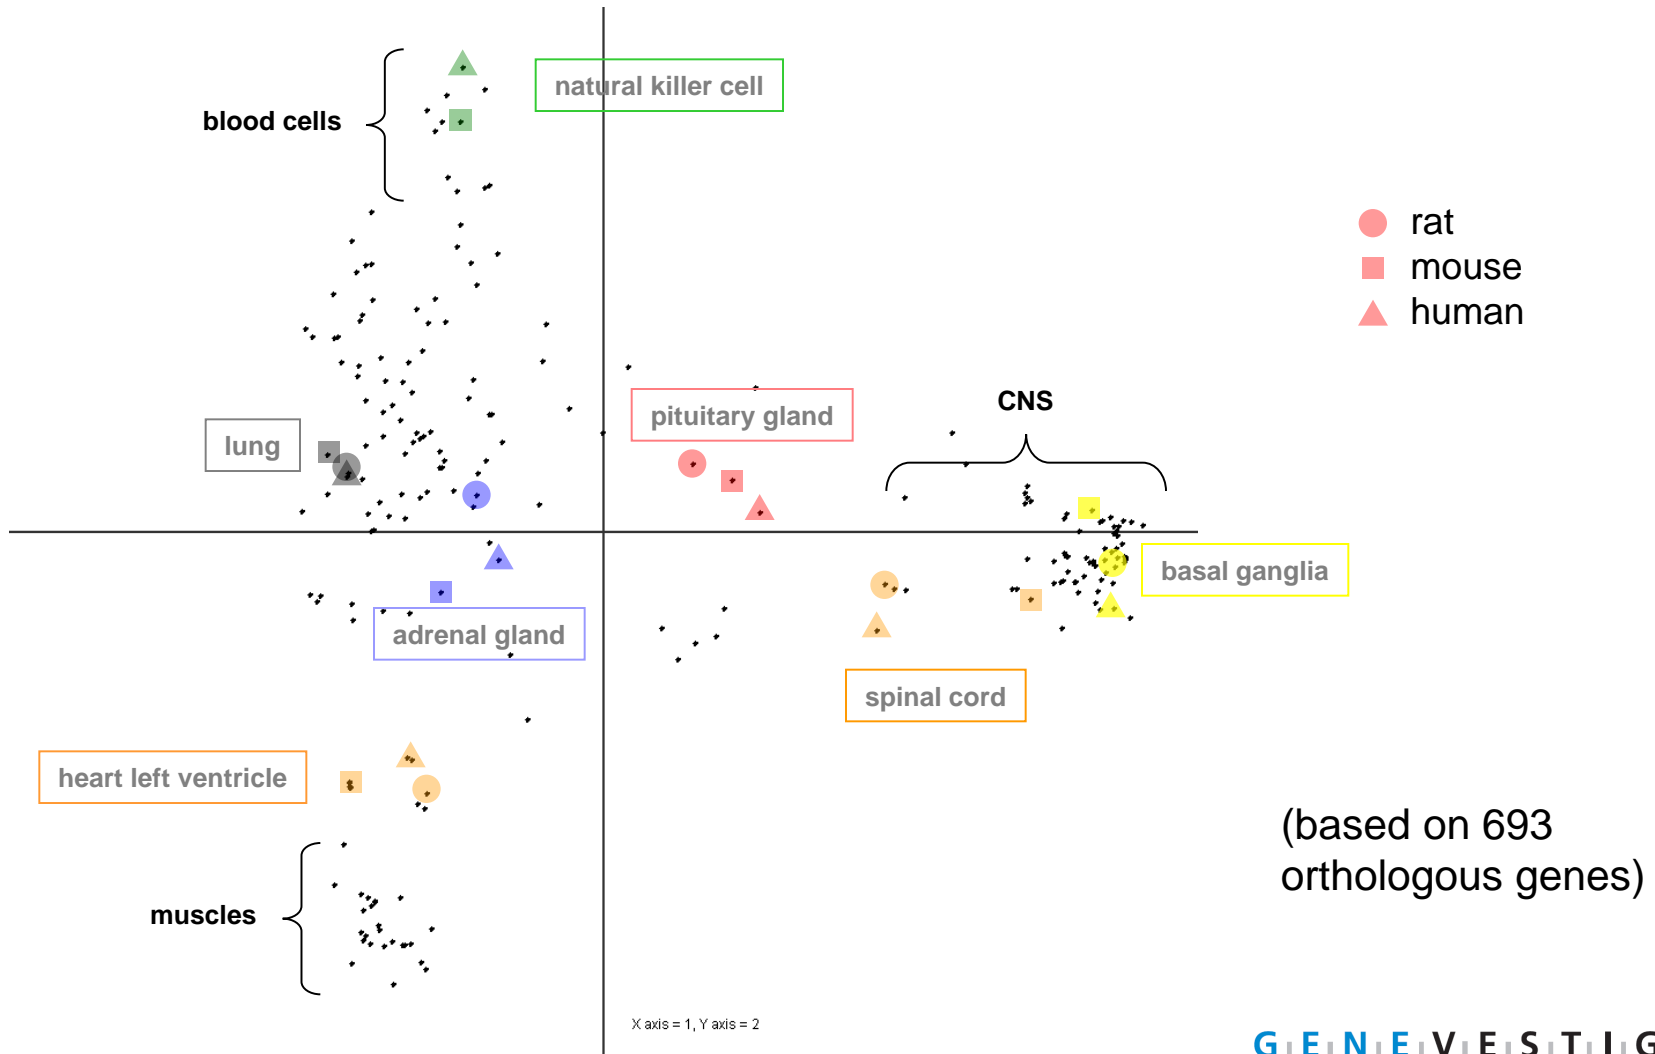 natural killer cell
blood cells
rat
mouse
human
CNS
pituitary gland
lung
basal ganglia
adrenal gland
spinal cord
heart left ventricle
(based on 693
orthologous genes)
muscles
X axis = 1, Y axis = 2
GENEVESTIG